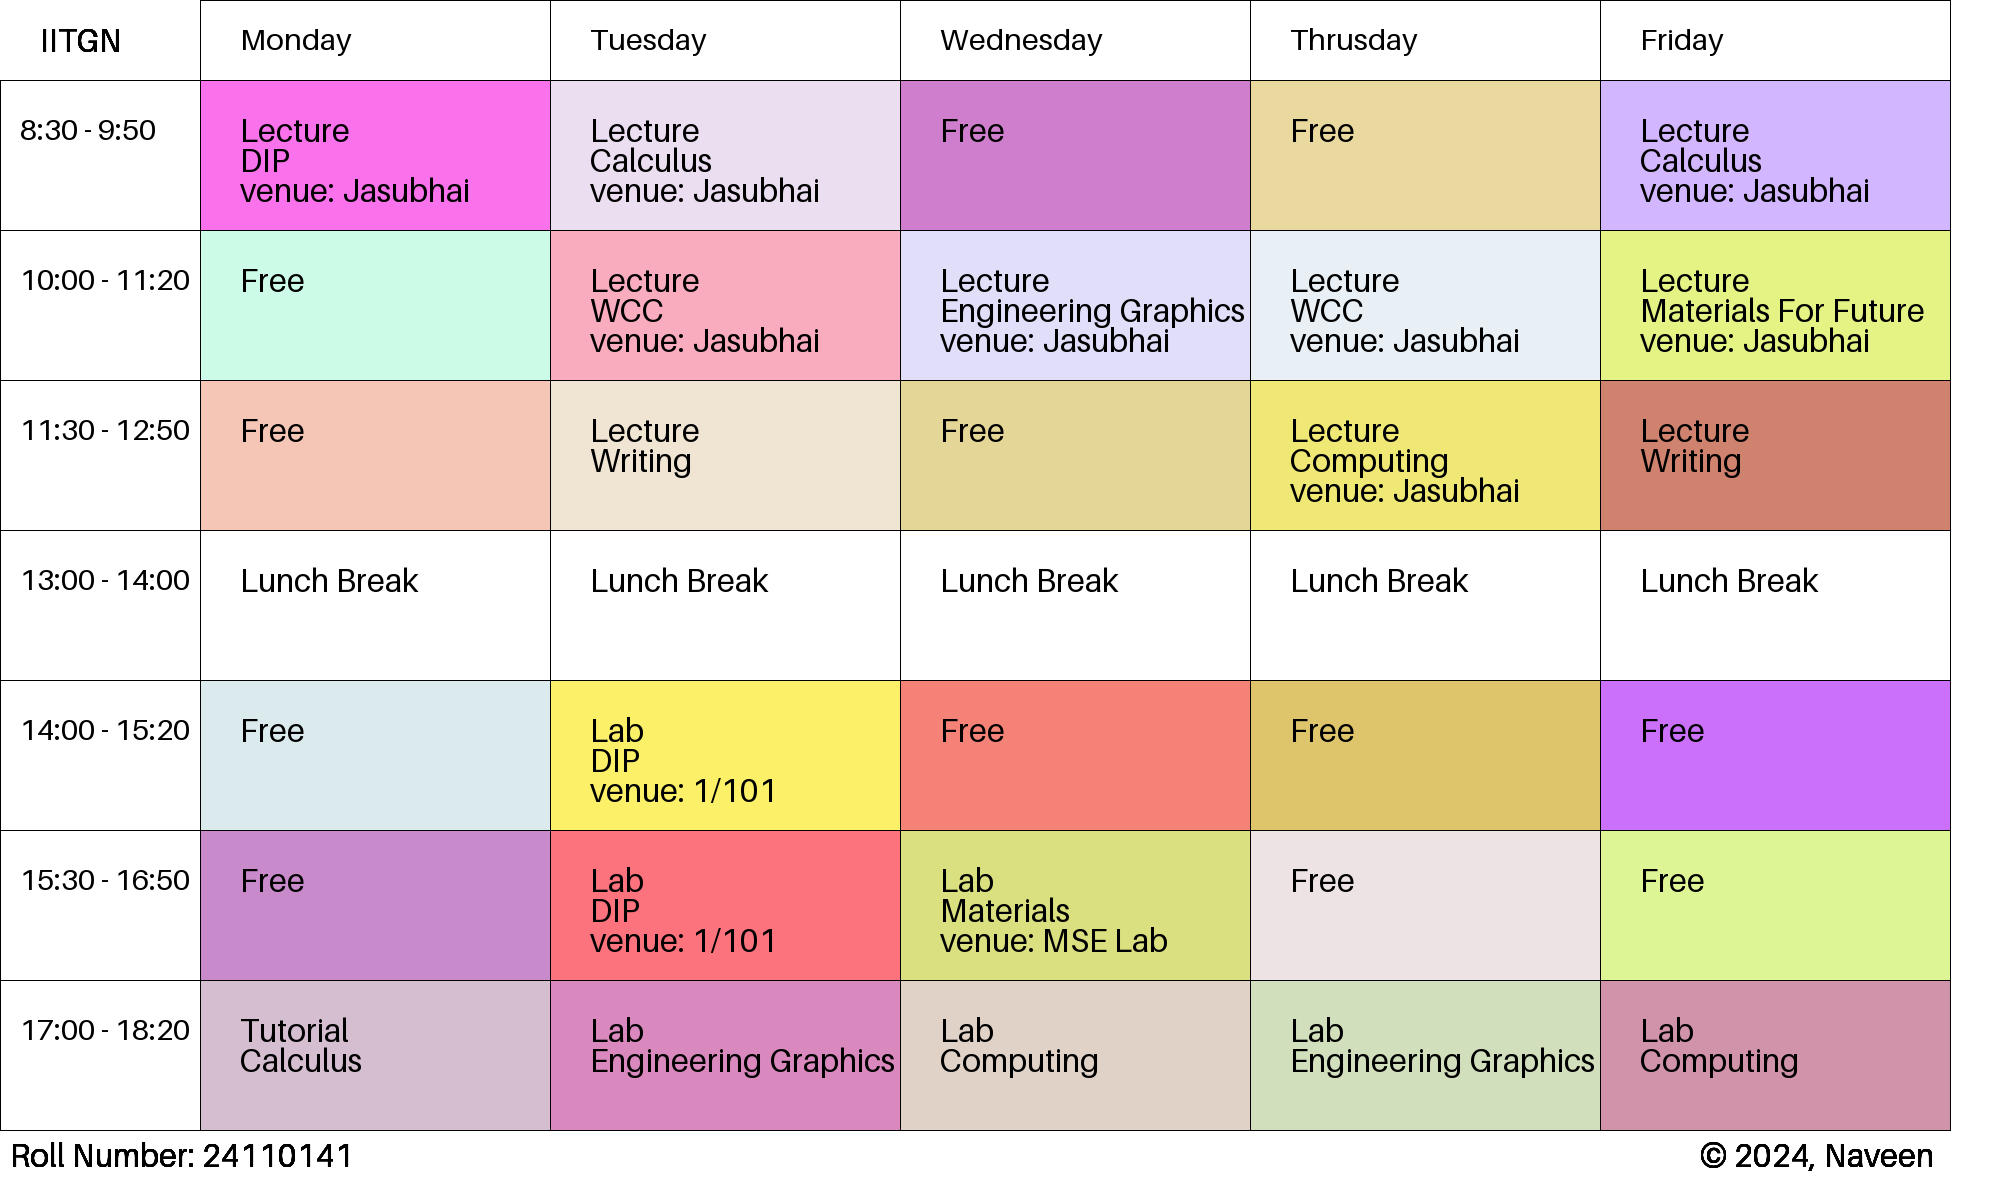 IITGN Monday Tuesday Wednesday Thrusday Friday
8:30 - 9:50
Lecture
DIP
venue: Jasubhai
Lecture
Calculus
venue: Jasubhai
Free
Free
Lecture
Calculus
venue: Jasubhai
10:00 - 11:20
Free
Lecture
WCC
venue: Jasubhai
Lecture
Engineering Graphics
venue: Jasubhai
Lecture
WCC
venue: Jasubhai
Lecture
Materials For Future
venue: Jasubhai
11:30 - 12:50
Free
Lecture
Writing
Free
Lecture
Computing
venue: Jasubhai
Lecture
Writing
13:00 - 14:00
Lunch Break
Lunch Break
Lunch Break
Lunch Break
Lunch Break
14:00 - 15:20
Free
Lab
DIP
venue: 1/101
Free
Free
Free
15:30 - 16:50
Free
Lab
DIP
venue: 1/101
Lab
Materials
venue: MSE Lab
Free
Free
17:00 - 18:20
Tutorial
Calculus
Lab
Engineering Graphics
Lab
Computing
Lab
Engineering Graphics
Lab
Computing
Roll Number: 24110141
© 2024, Naveen